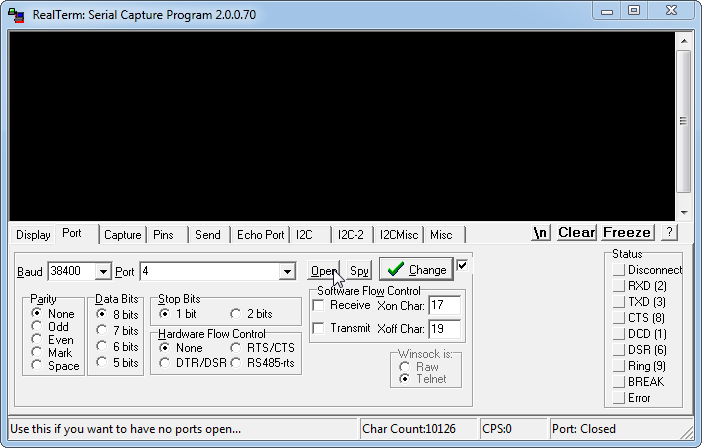 RealTerm: Serial Capture Program 2.0.0.70
Display Port Capture Pins Send Echo Port I2C I2C-2 I2CMisc Misc \n Clear Freeze ?
Baud 38400 Port 4 Open Spy Change
Parity
None
Odd
Even
Mark
Space
Data Bits
8 bits
7 bits
6 bits
5 bits
Stop Bits
1 bit 2 bits
Hardware Flow Control
None RTS/CTS
DTR/DSR RS485-rts
Software Flow Control
Receive Xon Char: 17
Transmit Xoff Char: 19
Winsock is:
Raw
Telnet
Status
Disconnect
RXD (2)
TXD (3)
CTS (8)
DCD (1)
DSR (6)
Ring (9)
BREAK
Error
Use this if you want to have no ports open... Char Count:10126 CPS:0 Port: Closed